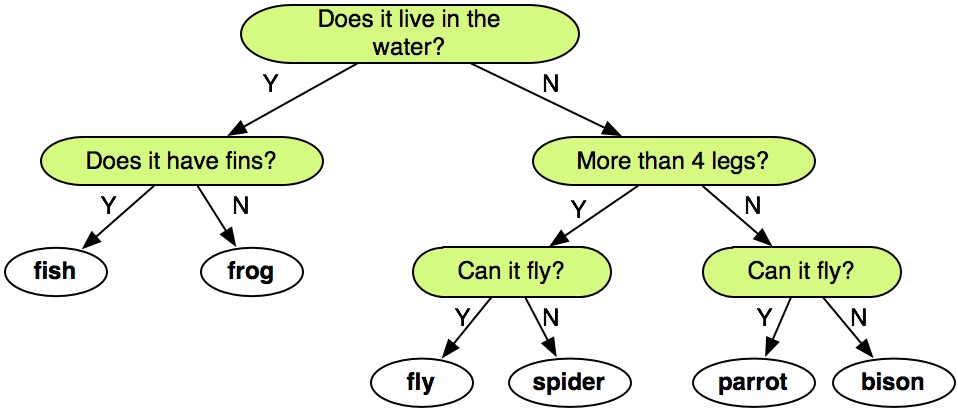 Does it live in the
water?
Y
N
Does it have fins?
More than 4 legs?
Y
N
Y
N
fish
frog
Can it fly?
Can it fly?
Y
N
Y
N
fly
spider
parrot
bison